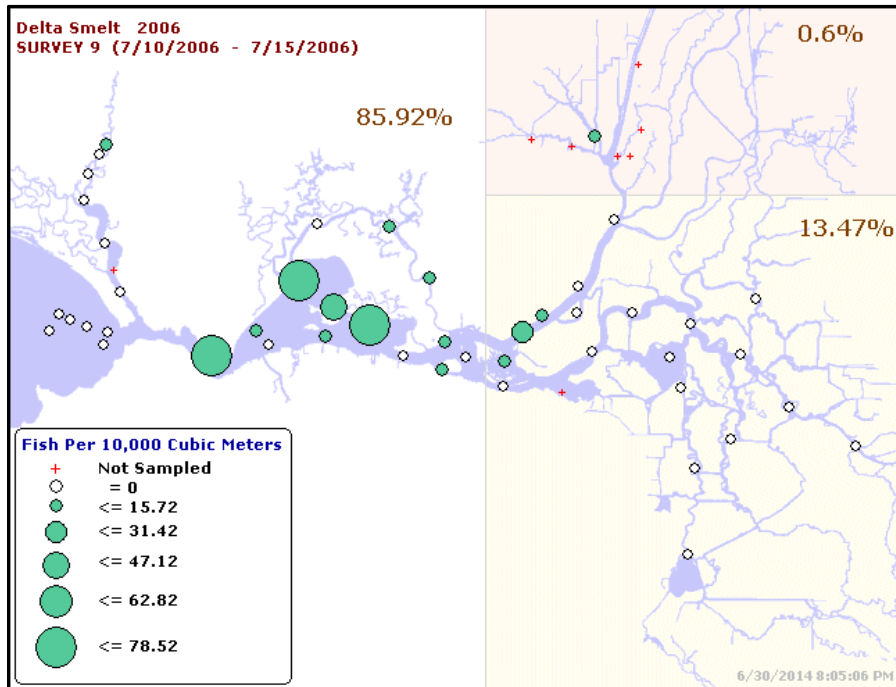 Delta Smelt 2006
SURVEY 9 (7/10/2006 - 7/15/2006)
0.6%
85.92%
13.47%
Fish Per 10,000 Cubic Meters
Not Sampled
= 0
<= 15.72
<= 31.42
<= 47.12
<= 62.82
<= 78.52
6/30/2014 8:05:06 PM